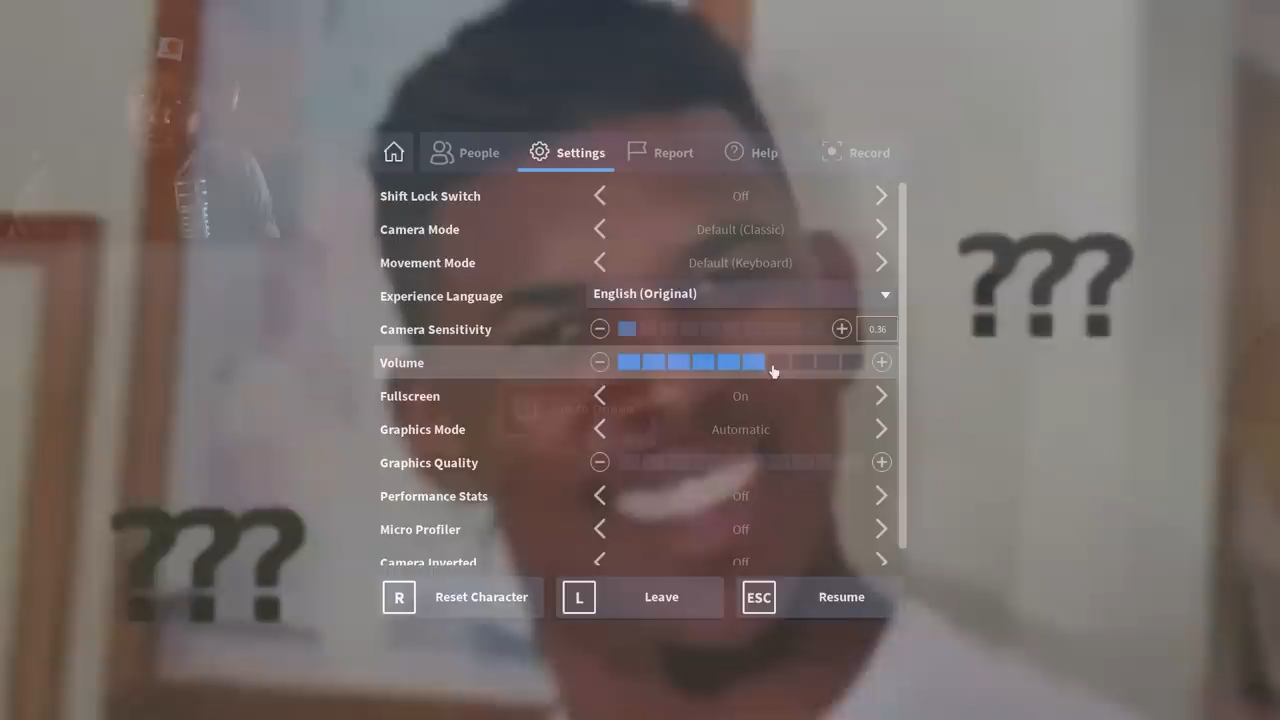 People Settings Report Help Record
Shift Lock Switch Off
Camera Mode Default (Classic)
Movement Mode Default (Keyboard)
Experience Language English (Original)
Camera Sensitivity 0.36
Volume
Fullscreen On
Graphics Mode Automatic
Graphics Quality
Performance Stats Off
Micro Profiler Off
Camera Inverted Off
R Reset Character L Leave ESC Resume
???
???